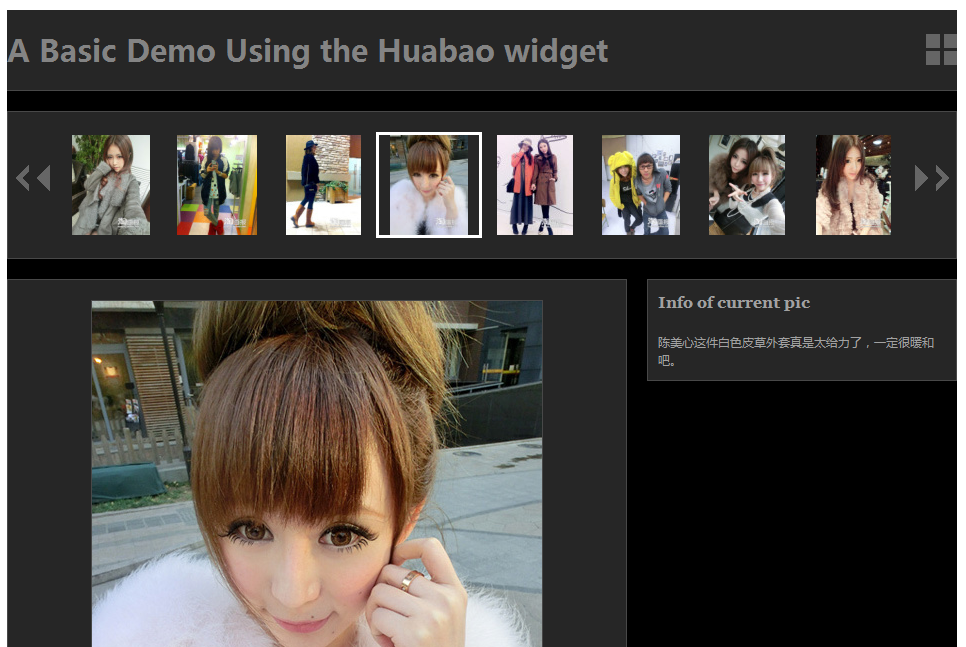 A Basic Demo Using the Huabao widget
Info of current pic
陈美心这件白色皮草外套真是太给力了，一定很暖和
吧。